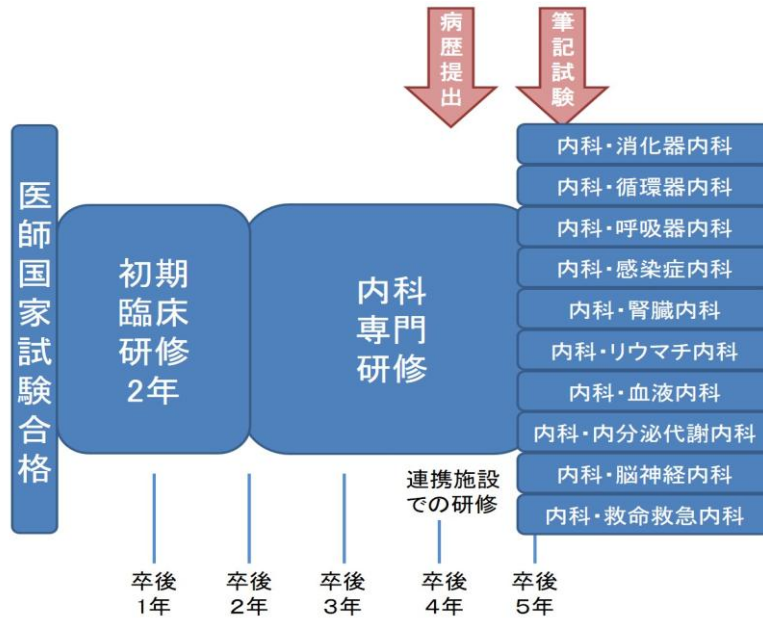 病歴提出
筆記試験
医師国家試験合格
初期
臨床
研修
2年
内科
専門
研修
内科・消化器内科
内科・循環器内科
内科・呼吸器内科
内科・感染症内科
内科・腎臓内科
内科・リウマチ内科
内科・血液内科
内科・内分泌代謝内科
内科・脳神経内科
内科・救命救急内科
連携施設
での研修
卒後
1年
卒後
2年
卒後
3年
卒後
4年
卒後
5年